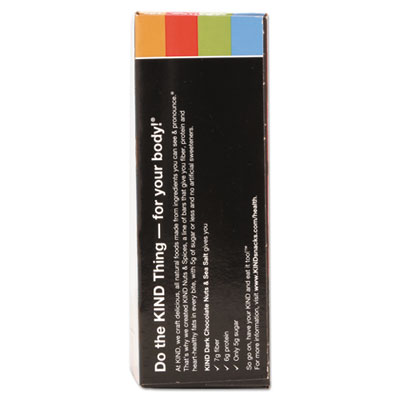 Do the KIND Thing — for your body!®
At KIND, we craft delicious, all natural foods made from ingredients you can see & pronounce.®
That's why we created KIND Nuts & Spices, a line of bars that give you fiber, protein and
heart-healthy fats in every bite, with 5g of sugar or less and no artificial sweeteners.
KIND Dark Chocolate Nuts & Sea Salt gives you
✓ 7g fiber
✓ 6g protein
✓ Only 5g sugar
So go on, have your KIND and eat it too!™
For more information, visit www.KINDsnacks.com/health.